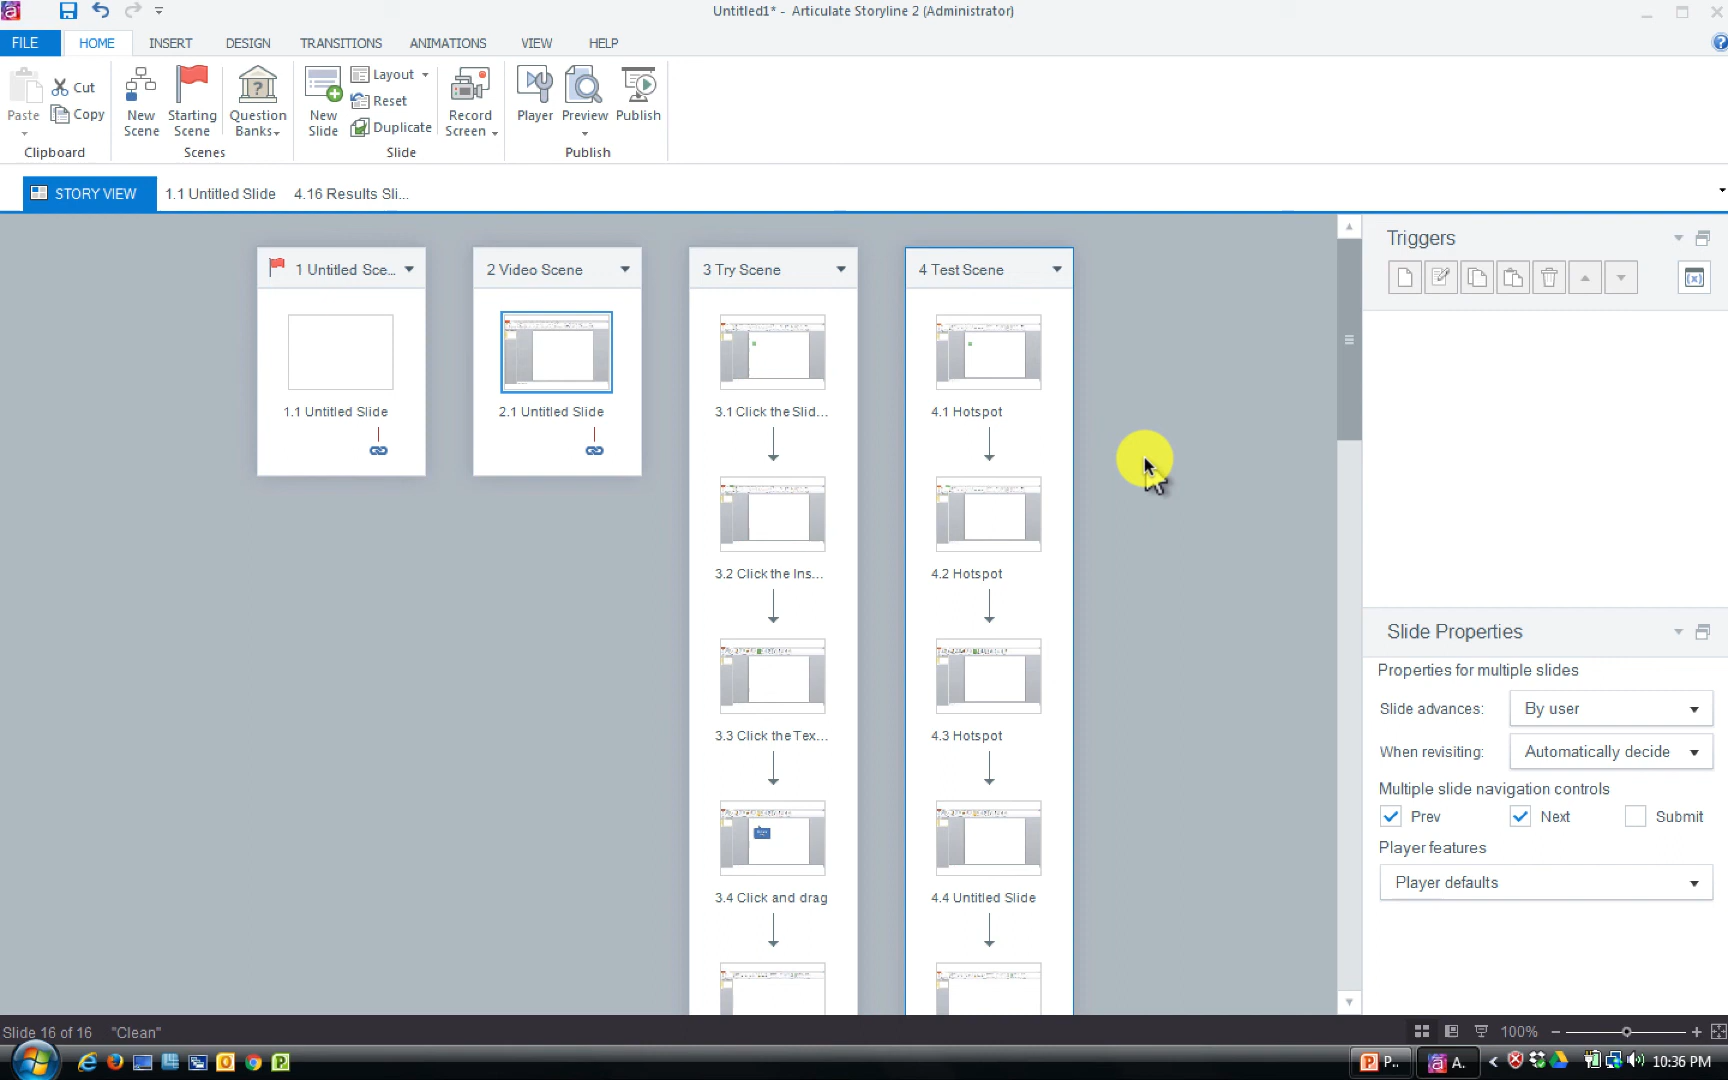 Untitled1* - Articulate Storyline 2 (Administrator)
FILE HOME INSERT DESIGN TRANSITIONS ANIMATIONS VIEW HELP
Paste
Cut
Copy
Clipboard
New Scene
Starting Scene
Question Banks
Scenes
New Slide
Layout
Reset
Duplicate
Record Screen
Slide
Player
Preview
Publish
Publish
STORY VIEW 1.1 Untitled Slide 4.16 Results Sli...
1 Untitled Sce...
1.1 Untitled Slide
2 Video Scene
2.1 Untitled Slide
3 Try Scene
3.1 Click the Slid...
3.2 Click the Ins...
3.3 Click the Tex...
3.4 Click and drag
4 Test Scene
4.1 Hotspot
4.2 Hotspot
4.3 Hotspot
4.4 Untitled Slide
Triggers
Slide Properties
Properties for multiple slides
Slide advances: By user
When revisiting: Automatically decide
Multiple slide navigation controls
Prev Next Submit
Player features
Player defaults
Slide 16 of 16 "Clean"
100%
P..
A.
10:36 PM